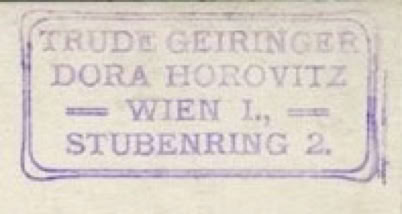 TRUDE GEIRINGER
DORA HOROVITZ
= WIEN I., =
STUBENRING 2.